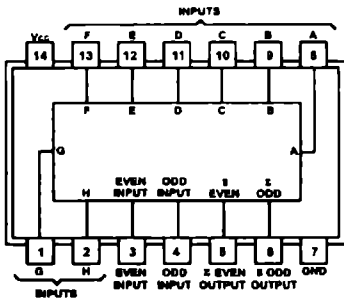 INPUTS
Vcc F E D C B A
14 13 12 11 10 9 8
F E D C B
G A
H EVEN INPUT ODD INPUT Σ EVEN Σ ODD
1 2 3 4 5 6 7
G H EVEN INPUT ODD INPUT Σ EVEN OUTPUT Σ ODD OUTPUT GND
INPUTS